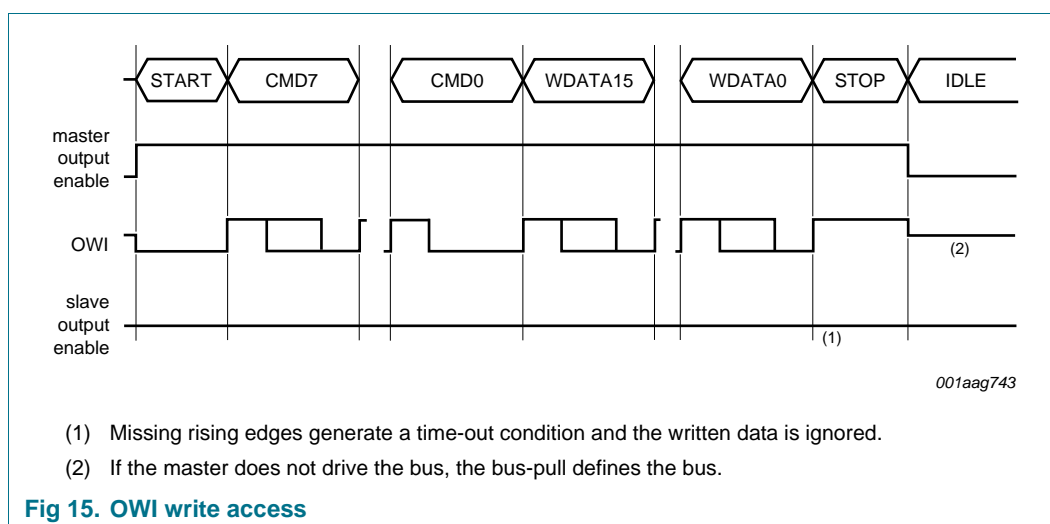 START CMD7 CMD0 WDATA15 WDATA0 STOP IDLE
master
output
enable
OWI
(2)
slave
output
enable
(1)
001aag743
(1) Missing rising edges generate a time-out condition and the written data is ignored.
(2) If the master does not drive the bus, the bus-pull defines the bus.
Fig 15. OWI write access